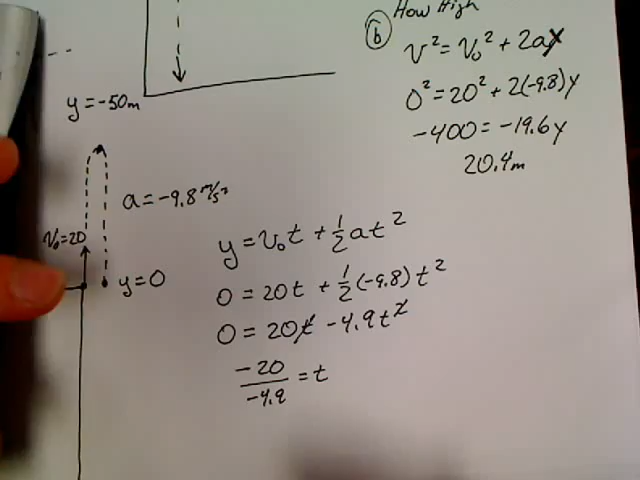 ⓑ How High
v² = v₀² + 2ay
0² = 20² + 2(-9.8)y
-400 = -19.6y
20.4m
y = -50m
a = -9.8 m/s²
v₀ = 20
y = 0
y = v₀t + ½at²
0 = 20t + ½(-9.8)t²
0 = 20t - 4.9t²
-20/-4.9 = t